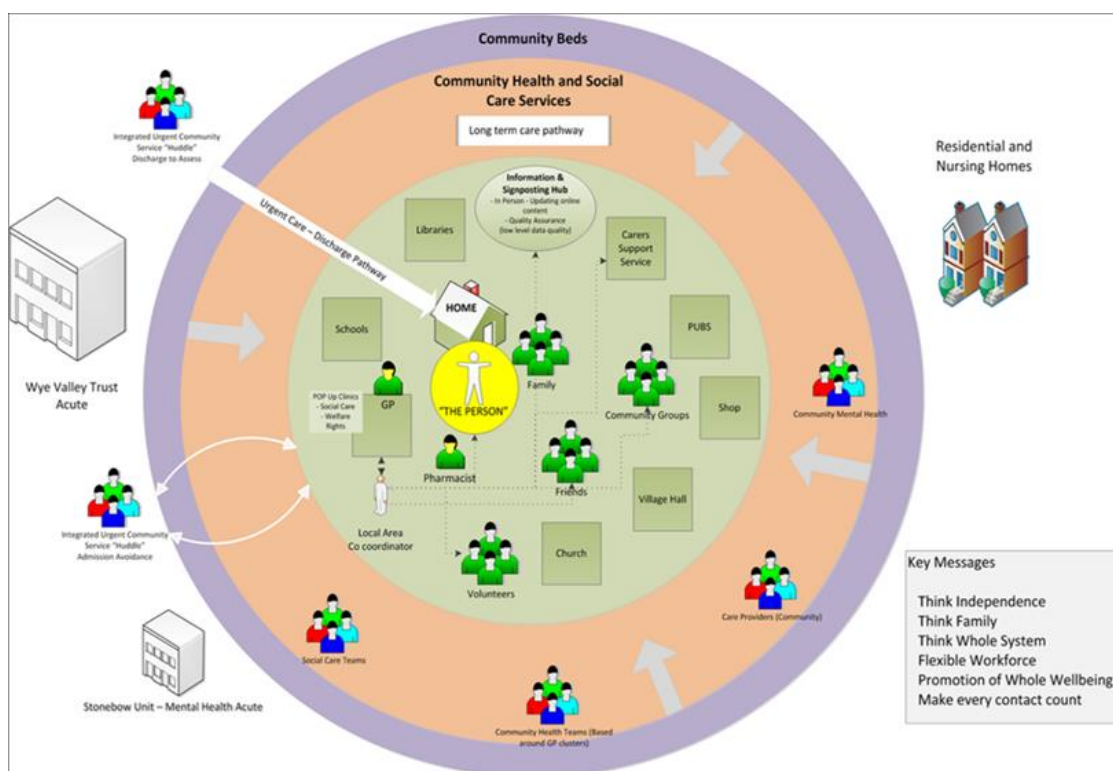 Community Beds
Community Health and Social
Care Services
Long term care pathway
Integrated Urgent Community
Service "Huddle"
Discharge to Assess
Urgent Care – Discharge Pathway
Information &
Signposting Hub
- In Person - Updating online
content
- Quality Assurance
(low level data quality)
Libraries
Carers
Support
Service
Residential and
Nursing Homes
HOME
Schools
PUBS
Family
Wye Valley Trust
Acute
POP Up Clinics
- Social Care
- Welfare
Rights
GP
"THE PERSON"
Community Groups
Shop
Community Mental Health
Pharmacist
Friends
Village Hall
Integrated Urgent Community
Service "Huddle"
Admission Avoidance
Local Area
Co coordinator
Church
Volunteers
Care Providers (Community)
Social Care Teams
Stonebow Unit – Mental Health Acute
Community Health Teams (Based
around GP clusters)
Key Messages
Think Independence
Think Family
Think Whole System
Flexible Workforce
Promotion of Whole Wellbeing
Make every contact count